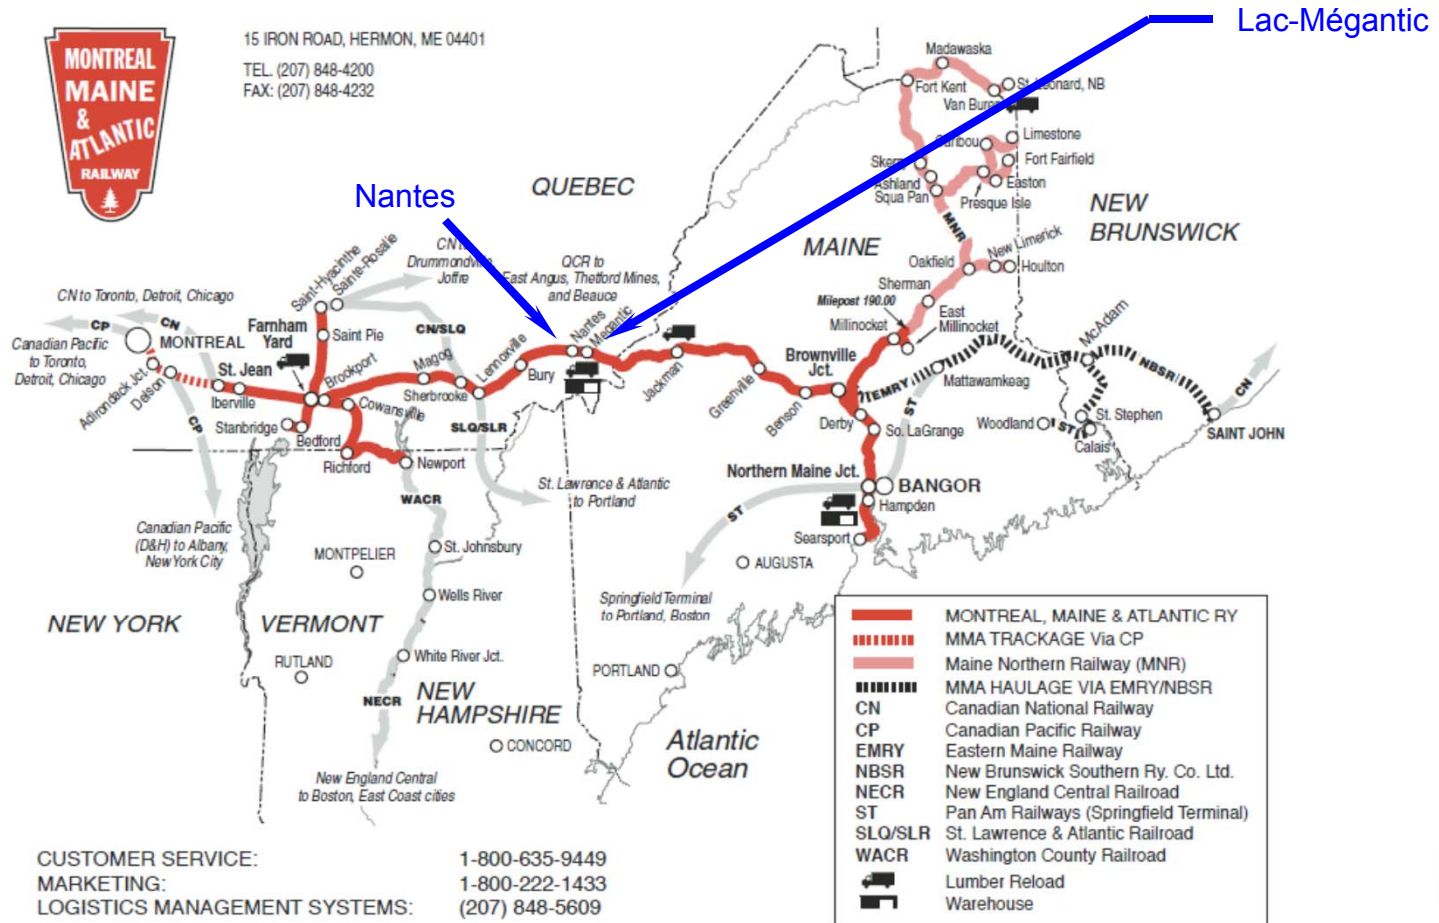 MONTREAL
MAINE
&
ATLANTIC
RAILWAY
15 IRON ROAD, HERMON, ME 04401
TEL. (207) 848-4200
FAX: (207) 848-4232
Lac-Mégantic
Nantes
QUEBEC
MAINE
NEW
BRUNSWICK
Madawaska
Fort Kent
St. Leonard, NB
Van Buren
Limestone
Caribou
Fort Fairfield
Skerry
Ashland
Squa Pan
Easton
Presque Isle
MNR
New Limerick
Oakfield
Houlton
Sherman
Milepost 190.00
East
Millinocket
Millinocket
CN to
Drummondville
Joffre
QCR to
East Angus, Thetford Mines,
and Beauce
Saint-Hyacinthe
Sainte-Rosalie
CN to Toronto, Detroit, Chicago
CP
CN
Canadian Pacific
to Toronto,
Detroit, Chicago
MONTREAL
Farnham
Yard
Saint Pie
CN/SLQ
Adirondack Jct.
Delson
St. Jean
Iberville
Brookport
Magog
Sherbrooke
Lennoxville
Bury
Nantes
Megantic
Jackman
Greenville
Brownville
Jct.
Benson
Derby
So. LaGrange
EMRY
Mattawamkeag
McAdam
NBSR
CN
SAINT JOHN
St. Stephen
Woodland
ST
Calais
ST
CP
Stanbridge
Bedford
Cowansville
Richford
Newport
SLQ/SLR
St. Lawrence & Atlantic
to Portland
WACR
Northern Maine Jct.
BANGOR
Hampden
Searsport
ST
Canadian Pacific
(D&H) to Albany,
New York City
MONTPELIER
St. Johnsbury
Wells River
AUGUSTA
Springfield Terminal
to Portland, Boston
NEW YORK
VERMONT
RUTLAND
White River Jct.
NECR
NEW
HAMPSHIRE
CONCORD
PORTLAND
Atlantic
Ocean
New England Central
to Boston, East Coast cities
MONTREAL, MAINE & ATLANTIC RY
MMA TRACKAGE Via CP
Maine Northern Railway (MNR)
MMA HAULAGE VIA EMRY/NBSR
CN Canadian National Railway
CP Canadian Pacific Railway
EMRY Eastern Maine Railway
NBSR New Brunswick Southern Ry. Co. Ltd.
NECR New England Central Railroad
ST Pan Am Railways (Springfield Terminal)
SLQ/SLR St. Lawrence & Atlantic Railroad
WACR Washington County Railroad
Lumber Reload
Warehouse
CUSTOMER SERVICE: 1-800-635-9449
MARKETING: 1-800-222-1433
LOGISTICS MANAGEMENT SYSTEMS: (207) 848-5609